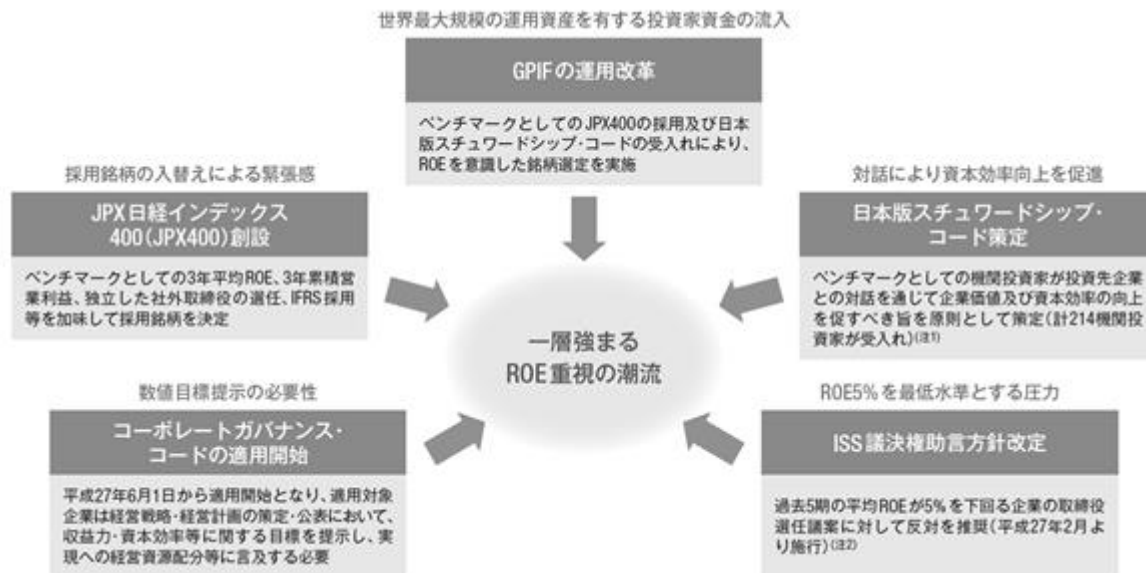 世界最大規模の運用資産を有する投資家資金の流入
GPIFの運用改革
ベンチマークとしてのJPX400の採用及び日本
版スチュワードシップ・コードの受入れにより、
ROEを意識した銘柄選定を実施
採用銘柄の入替えによる緊張感
JPX日経インデックス
400(JPX400)創設
ベンチマークとしての3年平均ROE、3年累積営
業利益、独立した社外取締役の選任、IFRS採用
等を加味して採用銘柄を決定
対話により資本効率向上を促進
日本版スチュワードシップ・
コード策定
ベンチマークとしての機関投資家が投資先企業
との対話を通じて企業価値及び資本効率の向上
を促すべき旨を原則として策定(計214機関投
資家が受入れ)(注1)
一層強まる
ROE重視の潮流
数値目標提示の必要性
コーポレートガバナンス・
コードの適用開始
平成27年6月1日から適用開始となり、適用対象
企業は経営戦略・経営計画の策定・公表において、
収益力・資本効率等に関する目標を提示し、実
現への経営資源配分等に言及する必要
ROE5%を最低水準とする圧力
ISS議決権助言方針改定
過去5期の平均ROEが5%を下回る企業の取締役
選任議案に対して反対を推奨(平成27年2月よ
り施行)(注2)